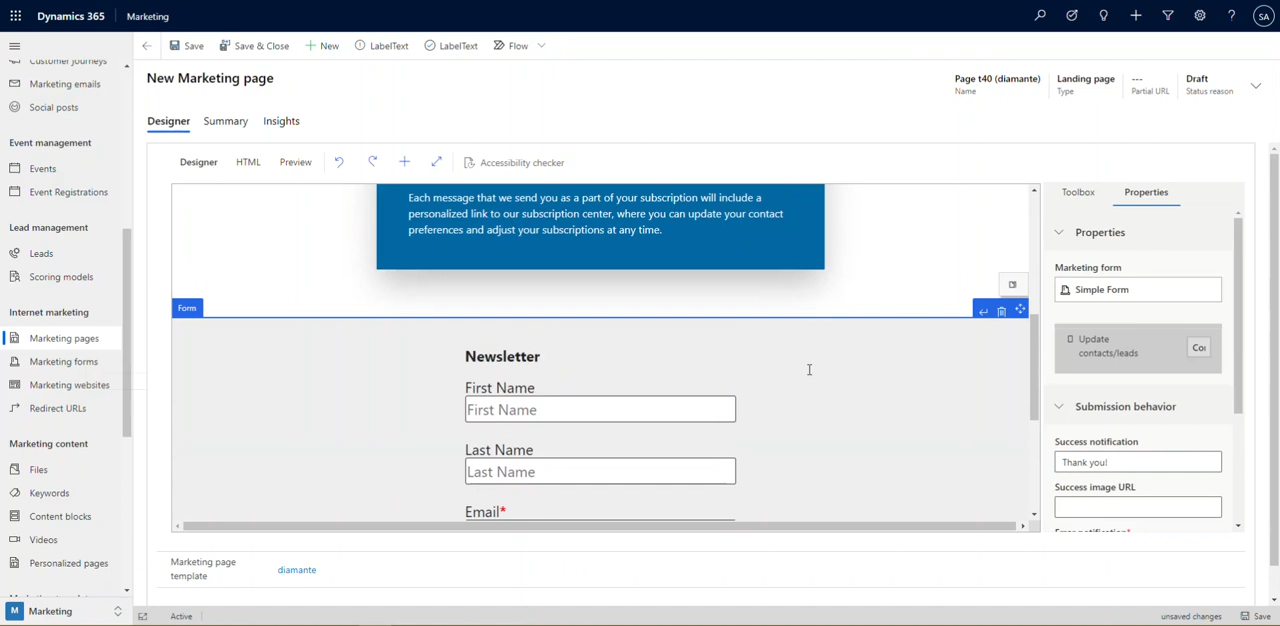 Dynamics 365
Marketing
SA
Customer journeys
Marketing emails
Social posts
Event management
Events
Event Registrations
Lead management
Leads
Scoring models
Internet marketing
Marketing pages
Marketing forms
Marketing websites
Redirect URLs
Marketing content
Files
Keywords
Content blocks
Videos
Personalized pages
M Marketing
Save
Save & Close
New
LabelText
LabelText
Flow
New Marketing page
Page t40 (diamante)
Name
Landing page
Type
---
Partial URL
Draft
Status reason
Designer
Summary
Insights
Designer
HTML
Preview
Accessibility checker
Each message that we send you as a part of your subscription will include a
personalized link to our subscription center, where you can update your contact
preferences and adjust your subscriptions at any time.
Form
Newsletter
First Name
First Name
Last Name
Last Name
Email*
Toolbox
Properties
Properties
Marketing form
Simple Form
Update
contacts/leads
Submission behavior
Success notification
Thank you!
Success image URL
Marketing page
template
diamante
Active
unsaved changes
Save